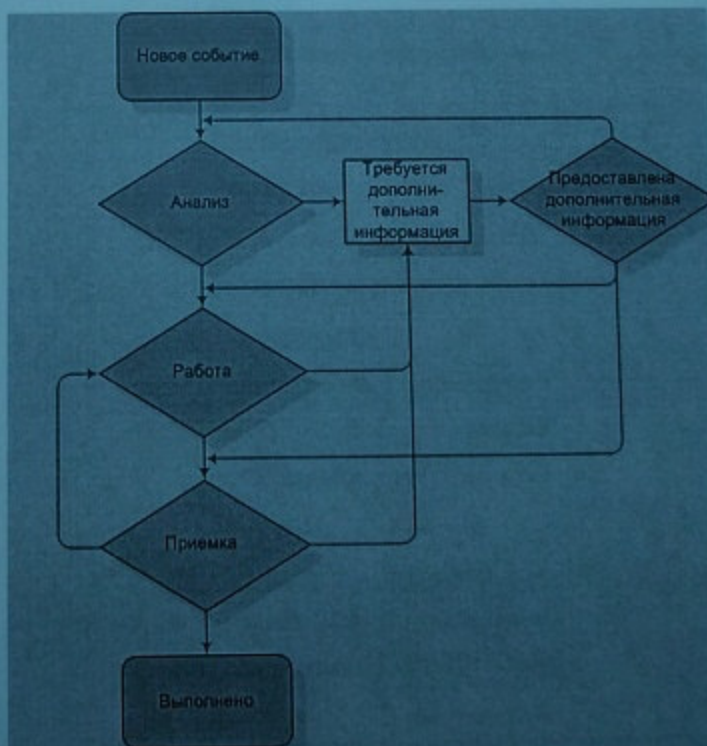 Новое событие
Анализ
Требуется
дополни-
тельная
информация
Предоставлена
дополнительная
информация
Работа
Приемка
Выполнено